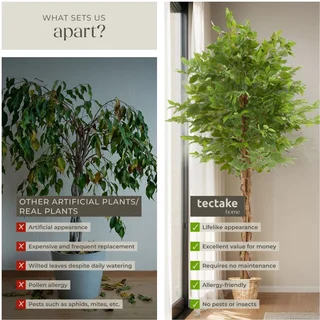 WHAT SETS US
apart?
OTHER ARTIFICIAL PLANTS/
REAL PLANTS
Artificial appearance
Expensive and frequent replacement
Wilted leaves despite daily watering
Pollen allergy
Pests such as aphids, mites, etc.
tectake
home
Lifelike appearance
Excellent value for money
Requires no maintenance
Allergy-friendly
No pests or insects